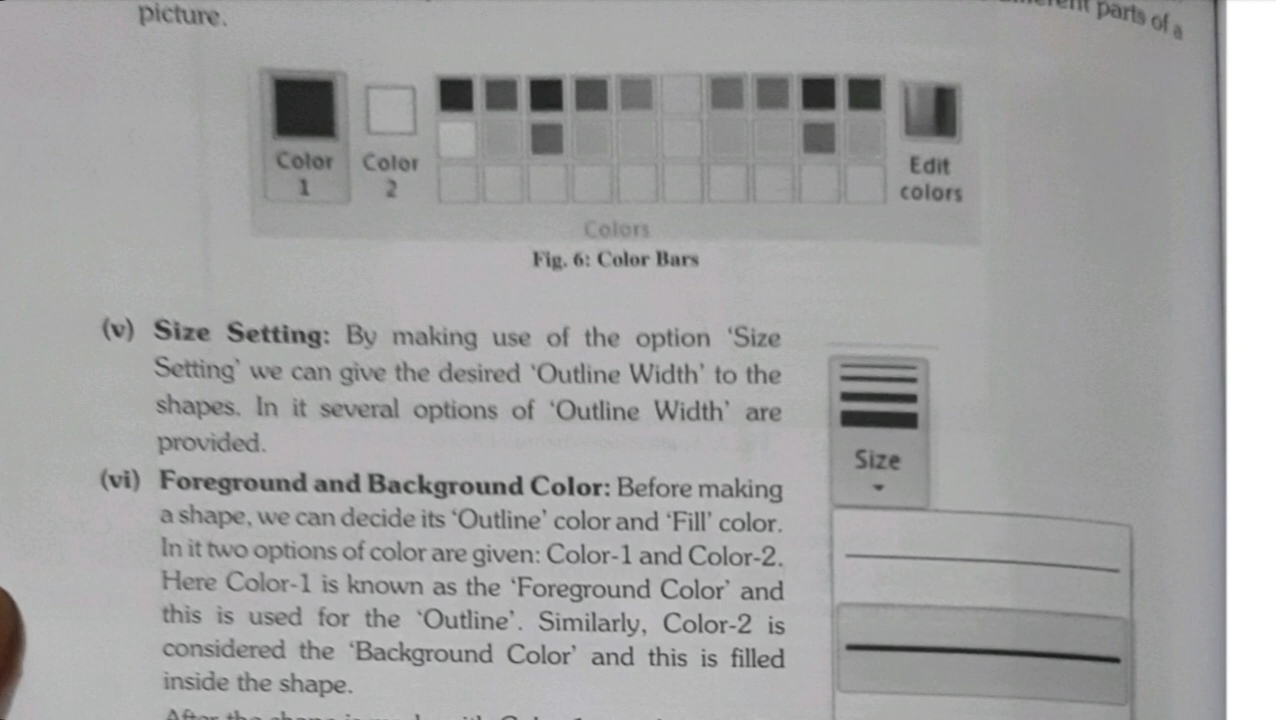 parts of a
picture.
Color 1
Color 2
Edit colors
Colors
Fig. 6: Color Bars
(v) Size Setting: By making use of the option ‘Size
Setting’ we can give the desired ‘Outline Width’ to the
shapes. In it several options of ‘Outline Width’ are
provided.
Size
(vi) Foreground and Background Color: Before making
a shape, we can decide its ‘Outline’ color and ‘Fill’ color.
In it two options of color are given: Color-1 and Color-2.
Here Color-1 is known as the ‘Foreground Color’ and
this is used for the ‘Outline’. Similarly, Color-2 is
considered the ‘Background Color’ and this is filled
inside the shape.